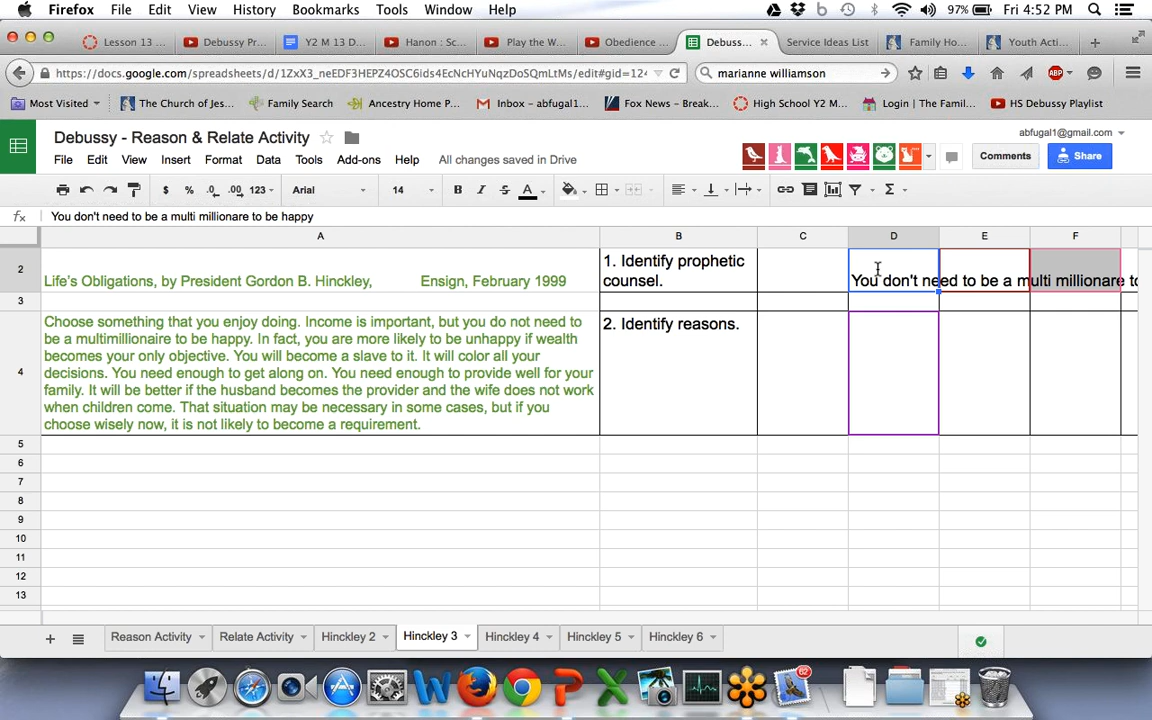 Firefox File Edit View History Bookmarks Tools Window Help 97% Fri 4:52 PM
Lesson 13 ... Debussy Pr... Y2 M 13 D... Hanon : Sc... Play the W... Obedience ... Debuss... Service Ideas List Family Ho... Youth Acti...
https://docs.google.com/spreadsheets/d/1ZxX3_neEDF3HEPZ4OSC6ids4EcNcHYuNqzDoSQmLtMs/edit#gid=124 marianne williamson ABP
Most Visited The Church of Jes... Family Search Ancestry Home P... Inbox – abfugal1... Fox News – Break... High School Y2 M... Login | The Famil... HS Debussy Playlist
Debussy - Reason & Relate Activity abfugal1@gmail.com
File Edit View Insert Format Data Tools Add-ons Help All changes saved in Drive Comments Share
$ % .0 .00 123 Arial 14 B I S A Σ
fx You don't need to be a multi millionare to be happy
A B C D E F
2 Life's Obligations, by President Gordon B. Hinckley, Ensign, February 1999
1. Identify prophetic
counsel.
You don't need to be a multi millionare to
3
4
Choose something that you enjoy doing. Income is important, but you do not need to
be a multimillionaire to be happy. In fact, you are more likely to be unhappy if wealth
becomes your only objective. You will become a slave to it. It will color all your
decisions. You need enough to get along on. You need enough to provide well for your
family. It will be better if the husband becomes the provider and the wife does not work
when children come. That situation may be necessary in some cases, but if you
choose wisely now, it is not likely to become a requirement.
2. Identify reasons.
5
6
7
8
9
10
11
12
13
Reason Activity Relate Activity Hinckley 2 Hinckley 3 Hinckley 4 Hinckley 5 Hinckley 6
82